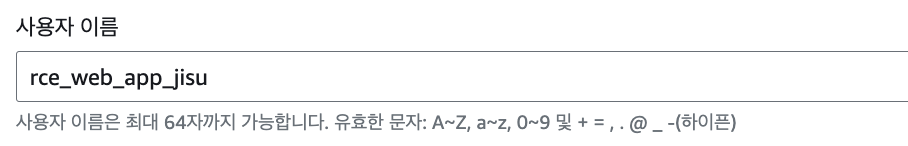 사용자 이름
rce_web_app_jisu
사용자 이름은 최대 64자까지 가능합니다. 유효한 문자: A~Z, a~z, 0~9 및 + = , . @ _ -(하이픈)